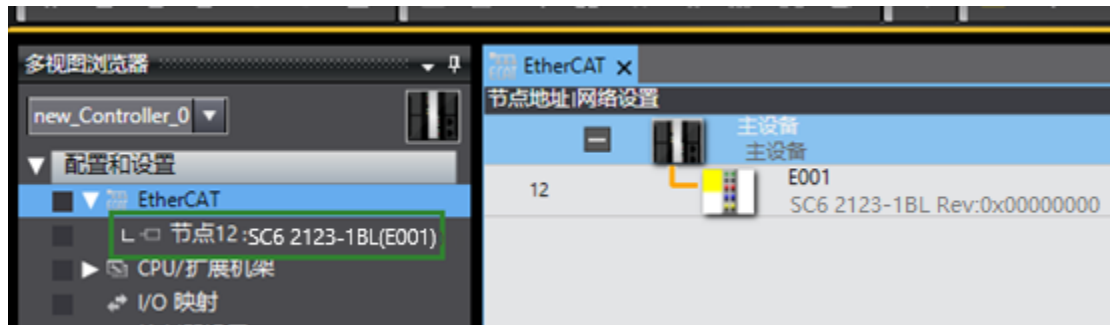 多视图浏览器
new_Controller_0
配置和设置
EtherCAT
节点12:SC6 2123-1BL(E001)
CPU/扩展机架
I/O 映射
EtherCAT
节点地址|网络设置
主设备
主设备
12
E001
SC6 2123-1BL Rev:0x00000000